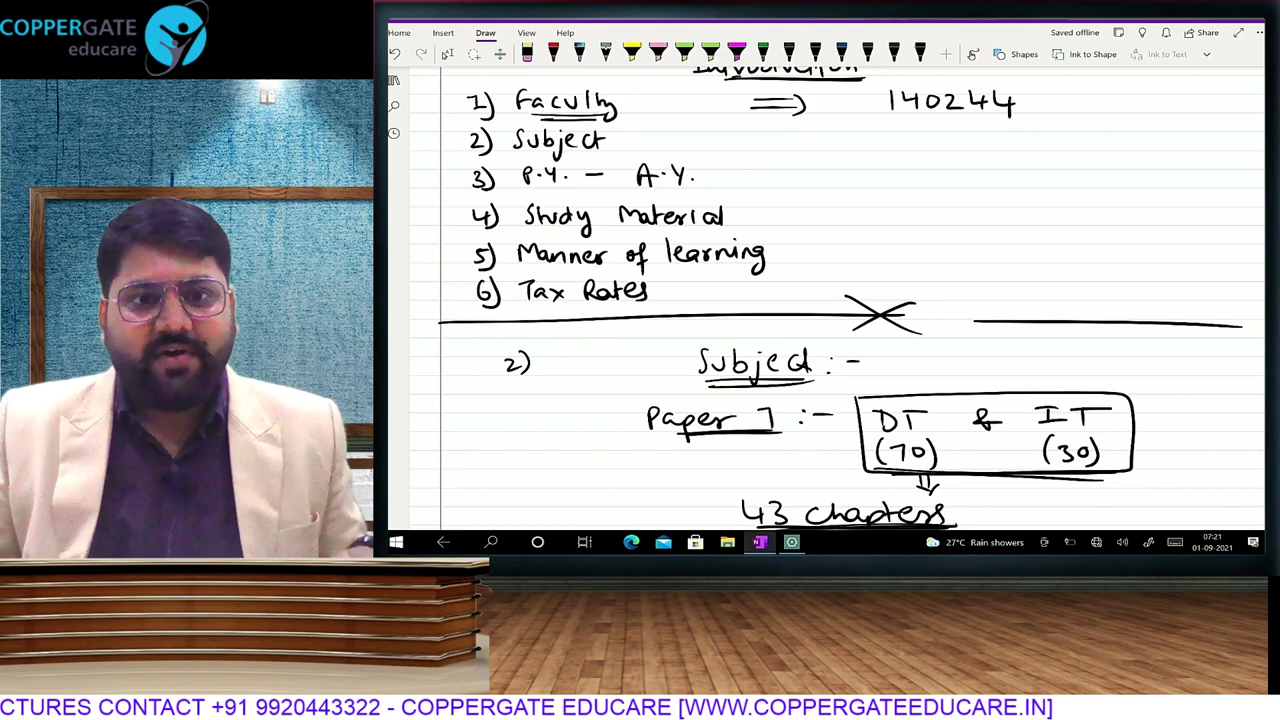 COPPERGATE
educare
Home Insert Draw View Help Saved offline Share
Shapes Ink to Shape Ink to Text
Introduction
1) Faculty ⇒ 140244
2) Subject
3) P.Y. - A.Y.
4) Study Material
5) Manner of learning
6) Tax Rates
2) Subject :-
Paper 7 :- DT & IT
(70) (30)
43 chapters
27°C Rain showers 07:21
01-09-2021
CTURES CONTACT +91 9920443322 - COPPERGATE EDUCARE [WWW.COPPERGATEEDUCARE.IN]